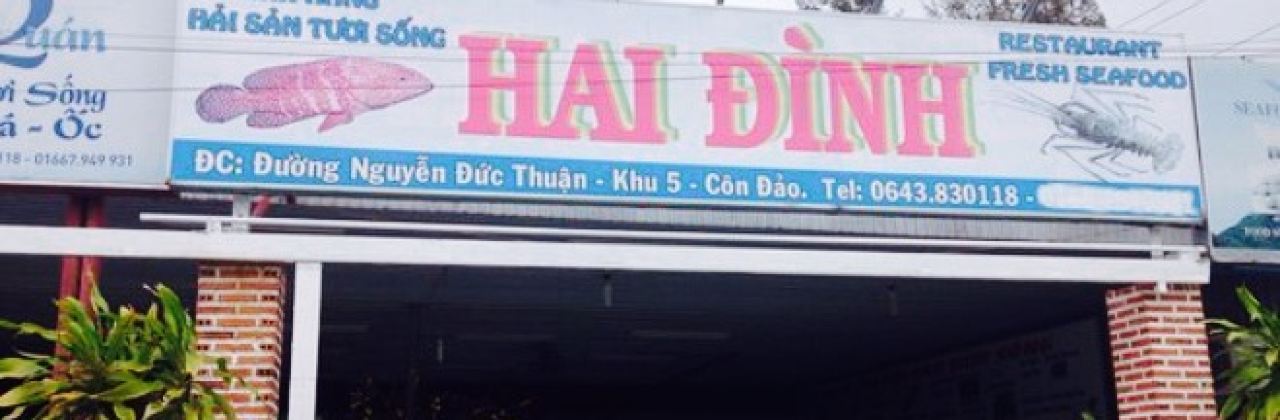 Quán
Sống
á - Ốc
118 - 01667.949 931
HẢI SẢN TƯƠI SỐNG
HAI ĐÌNH
RESTAURANT
FRESH SEAFOOD
ĐC: Đường Nguyễn Đức Thuận - Khu 5 - Côn Đảo. Tel: 0643.830118 -